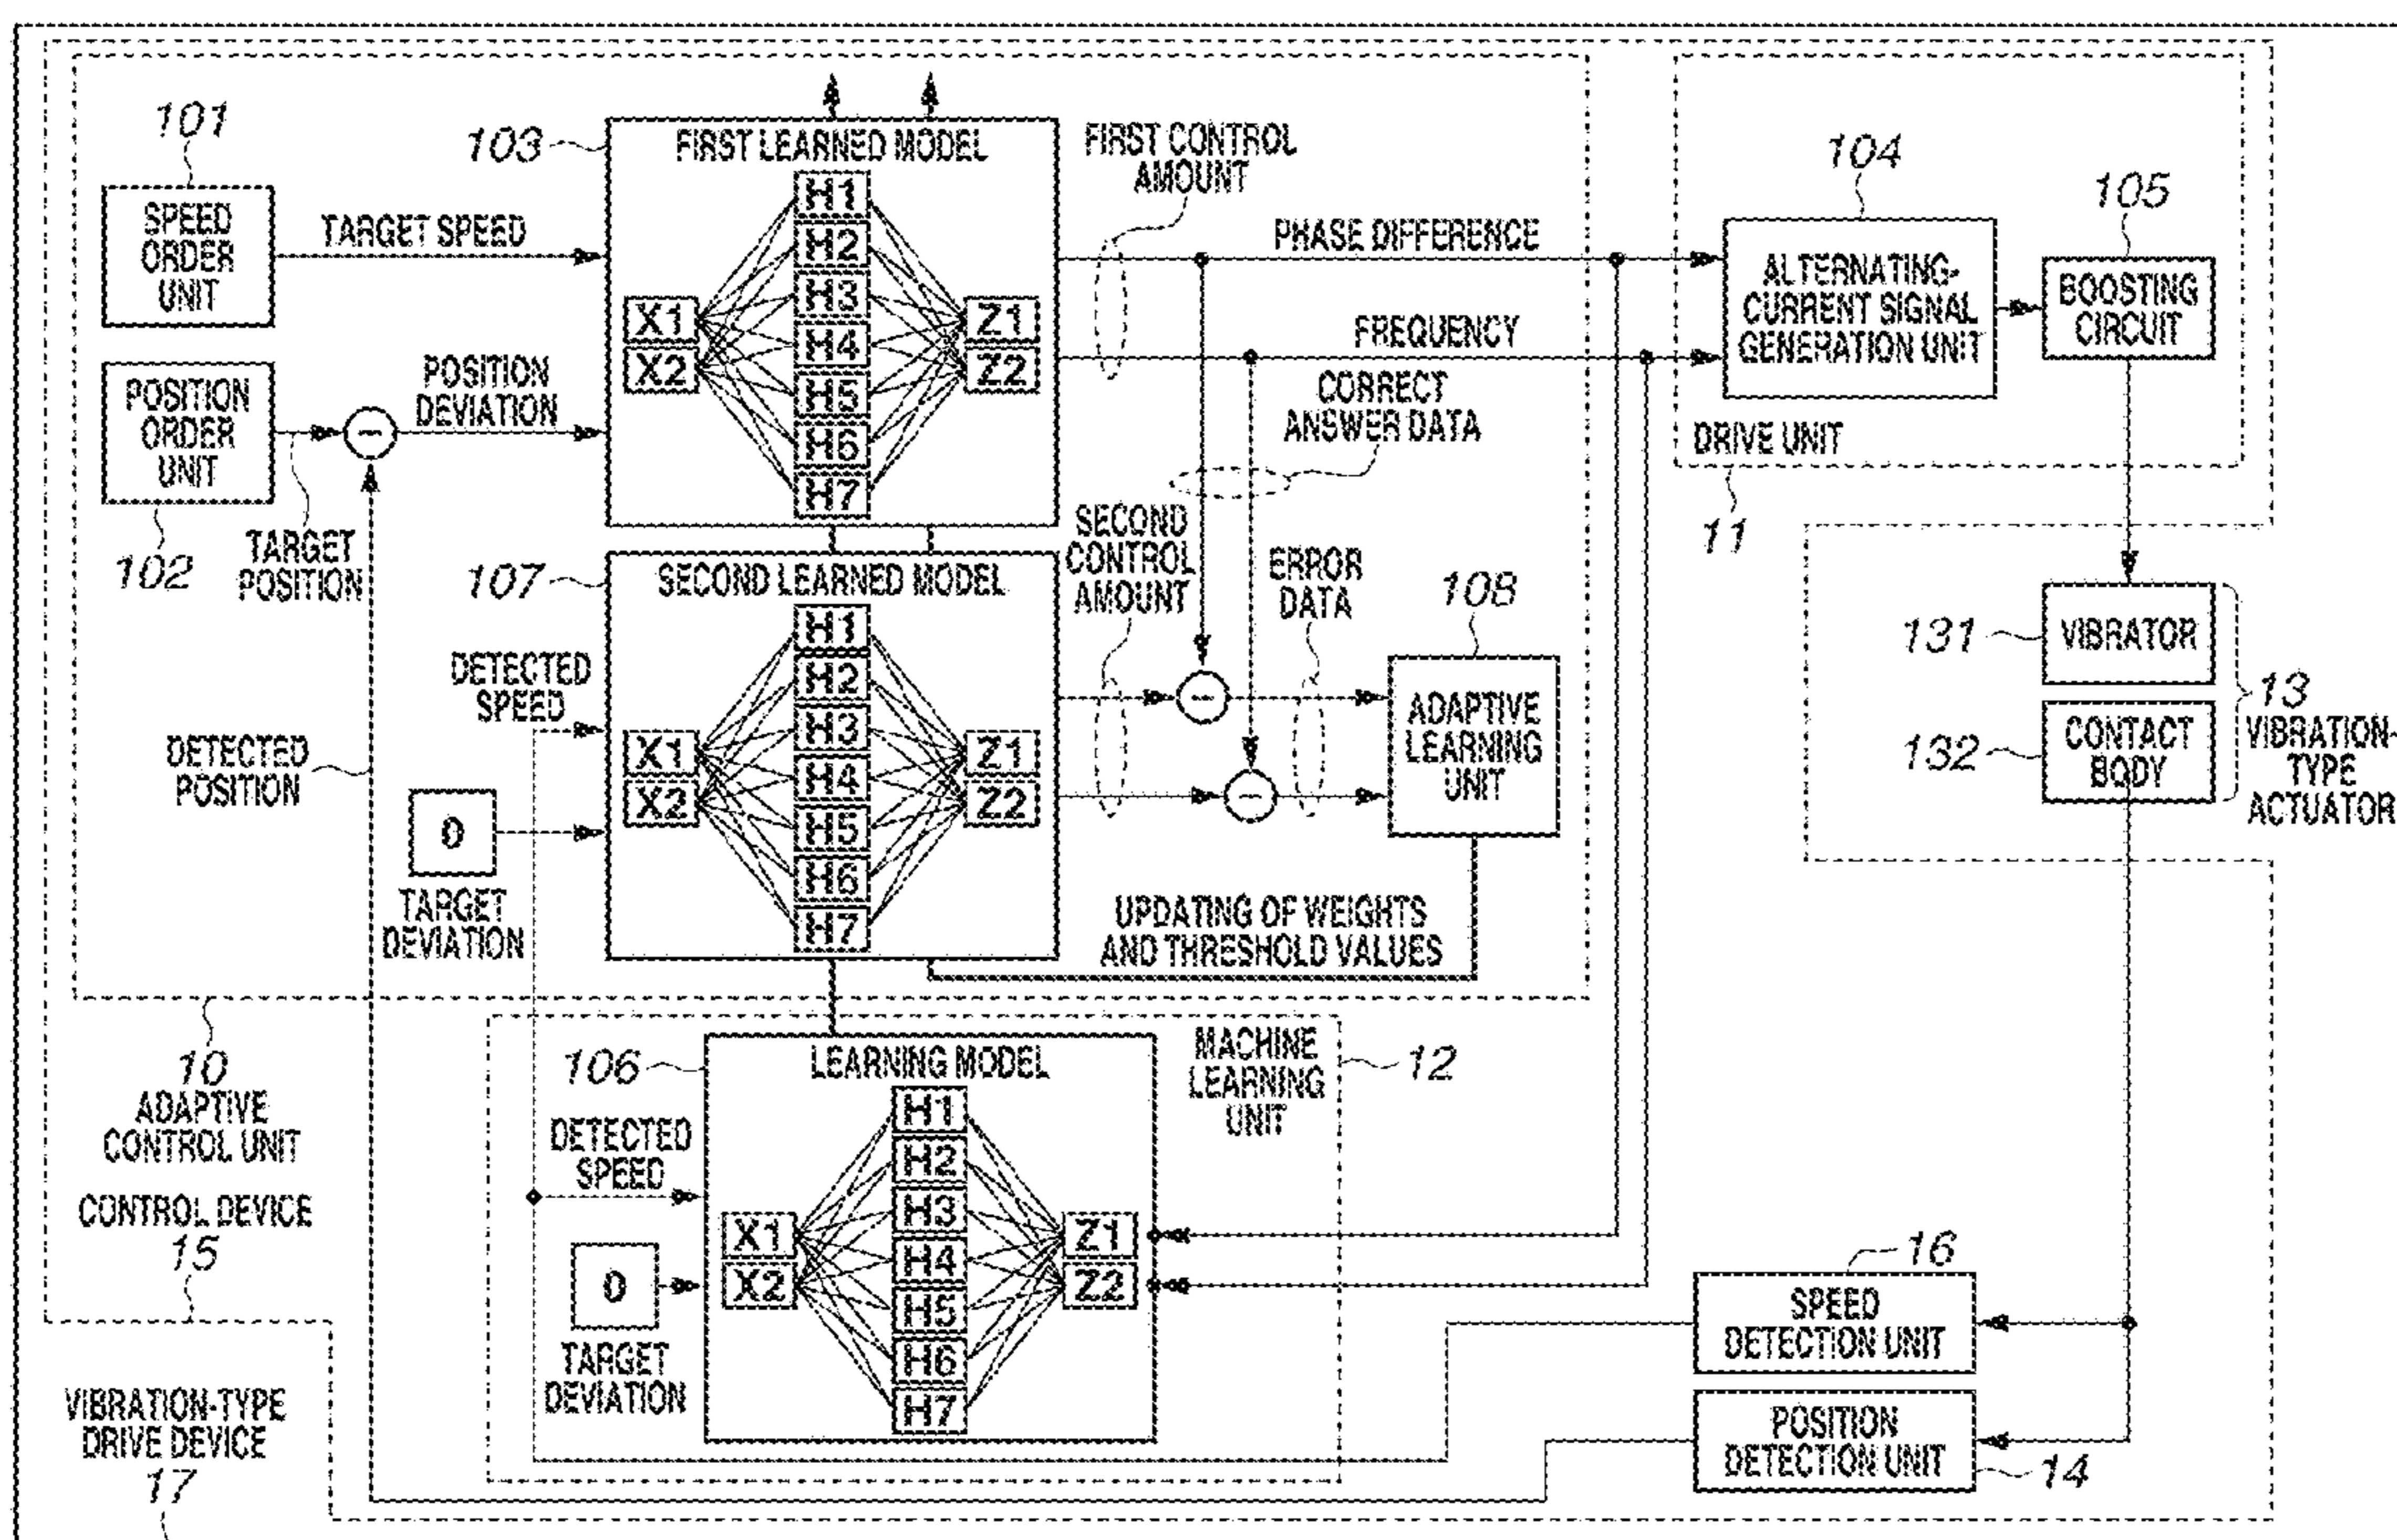 101
SPEED
ORDER
UNIT
TARGET SPEED
102
POSITION
ORDER
UNIT
TARGET
POSITION
−
POSITION
DEVIATION
103
FIRST LEARNED MODEL
X1
X2
H1
H2
H3
H4
H5
H6
H7
Z1
Z2
FIRST CONTROL
AMOUNT
PHASE DIFFERENCE
FREQUENCY
CORRECT
ANSWER DATA
104
ALTERNATING-
CURRENT SIGNAL
GENERATION UNIT
105
BOOSTING
CIRCUIT
DRIVE UNIT
11
107
SECOND LEARNED MODEL
DETECTED
SPEED
0
TARGET
DEVIATION
X1
X2
H1
H2
H3
H4
H5
H6
H7
Z1
Z2
SECOND
CONTROL
AMOUNT
−
−
ERROR
DATA
108
ADAPTIVE
LEARNING
UNIT
UPDATING OF WEIGHTS
AND THRESHOLD VALUES
DETECTED
POSITION
131
VIBRATOR
132
CONTACT
BODY
13
VIBRATION-
TYPE
ACTUATOR
10
ADAPTIVE
CONTROL UNIT
CONTROL DEVICE
15
106
LEARNING MODEL
MACHINE
LEARNING
UNIT
12
DETECTED
SPEED
0
TARGET
DEVIATION
X1
X2
H1
H2
H3
H4
H5
H6
H7
Z1
Z2
16
SPEED
DETECTION UNIT
POSITION
DETECTION UNIT
14
VIBRATION-TYPE
DRIVE DEVICE
17